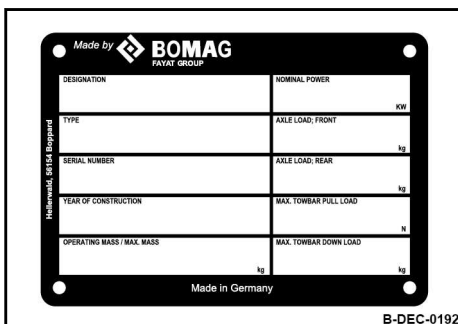 Made by BOMAG
FAYAT GROUP
Hellerwald, 56154 Boppard
DESIGNATION
NOMINAL POWER
KW
TYPE
AXLE LOAD; FRONT
kg
SERIAL NUMBER
AXLE LOAD; REAR
kg
YEAR OF CONSTRUCTION
MAX. TOWBAR PULL LOAD
N
OPERATING MASS / MAX. MASS
kg
MAX. TOWBAR DOWN LOAD
kg
Made in Germany
B-DEC-0192